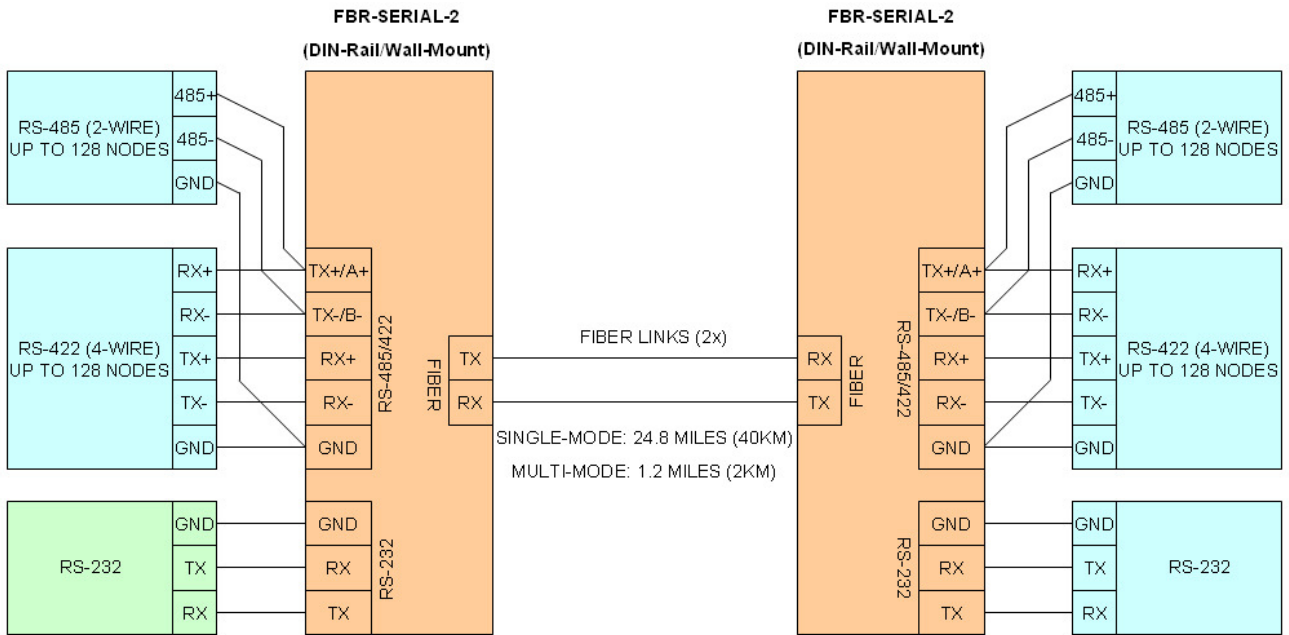 FBR-SERIAL-2
(DIN-Rail/Wall-Mount)
FBR-SERIAL-2
(DIN-Rail/Wall-Mount)
RS-485 (2-WIRE)
UP TO 128 NODES
485+
485-
GND
RS-422 (4-WIRE)
UP TO 128 NODES
RX+
RX-
TX+
TX-
GND
RS-232
GND
TX
RX
TX+/A+
TX-/B-
RX+
RX-
GND
RS-485/422
GND
RX
TX
RS-232
FIBER
TX
RX
FIBER LINKS (2x)
SINGLE-MODE: 24.8 MILES (40KM)
MULTI-MODE: 1.2 MILES (2KM)
RX
TX
FIBER
RS-485/422
TX+/A+
TX-/B-
RX+
RX-
GND
RS-232
GND
RX
TX
485+
485-
GND
RS-485 (2-WIRE)
UP TO 128 NODES
RX+
RX-
TX+
TX-
GND
RS-422 (4-WIRE)
UP TO 128 NODES
GND
TX
RX
RS-232